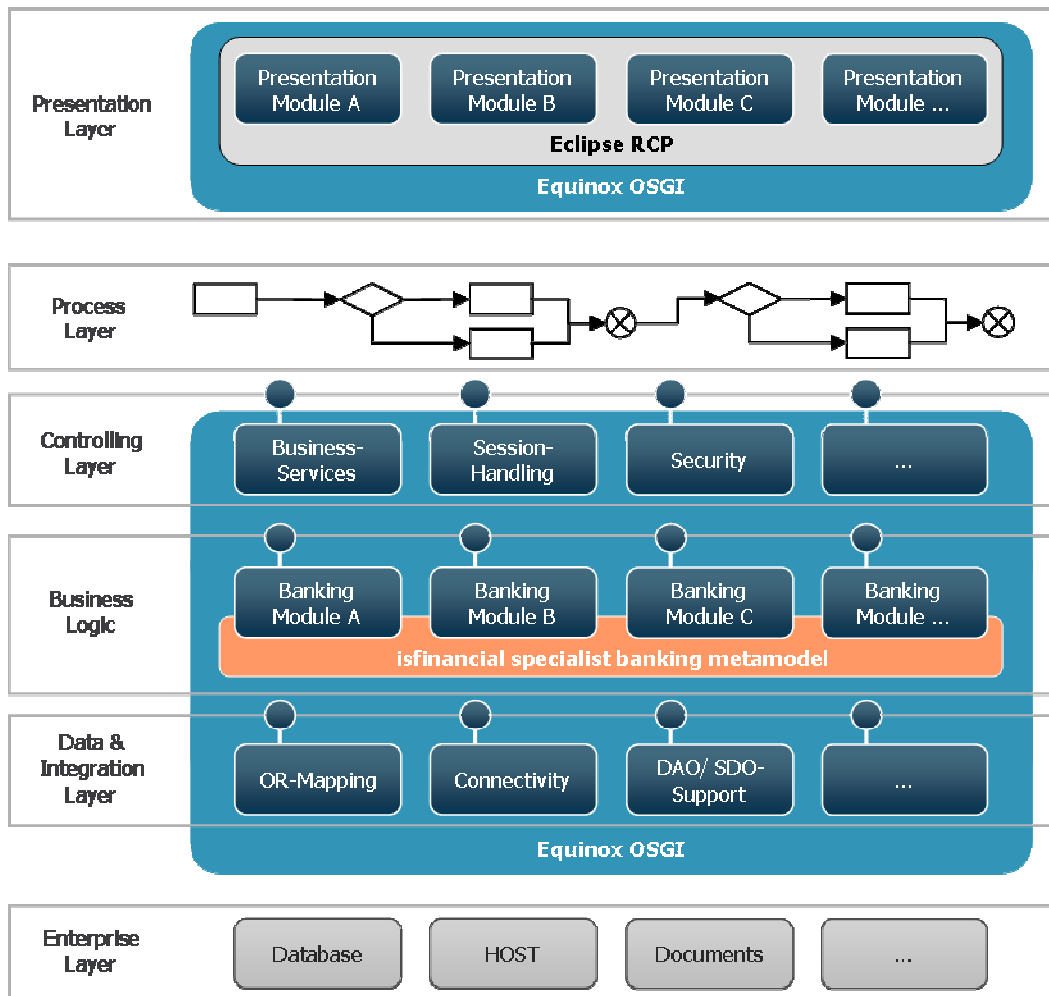 Presentation
Layer
Presentation
Module A
Presentation
Module B
Presentation
Module C
Presentation
Module ...
Eclipse RCP
Equinox OSGI
Process
Layer
Controlling
Layer
Business-
Services
Session-
Handling
Security
...
Business
Logic
Banking
Module A
Banking
Module B
Banking
Module C
Banking
Module ...
isfinancial specialist banking metamodel
Data &
Integration
Layer
OR-Mapping
Connectivity
DAO/ SDO-
Support
...
Equinox OSGI
Enterprise
Layer
Database
HOST
Documents
...